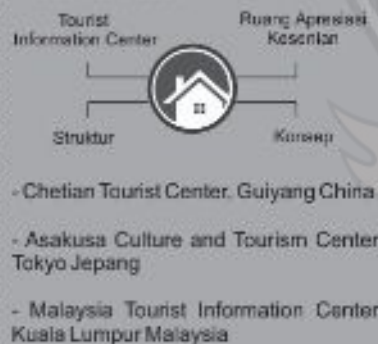 Tourist
Information Center
Ruang Apresiasi
Kesenian
Struktur
Konsep
- Chetian Tourist Center, Guiyang China
- Asakusa Culture and Tourism Center
Tokyo Jepang
- Malaysia Tourist Information Center
Kuala Lumpur Malaysia